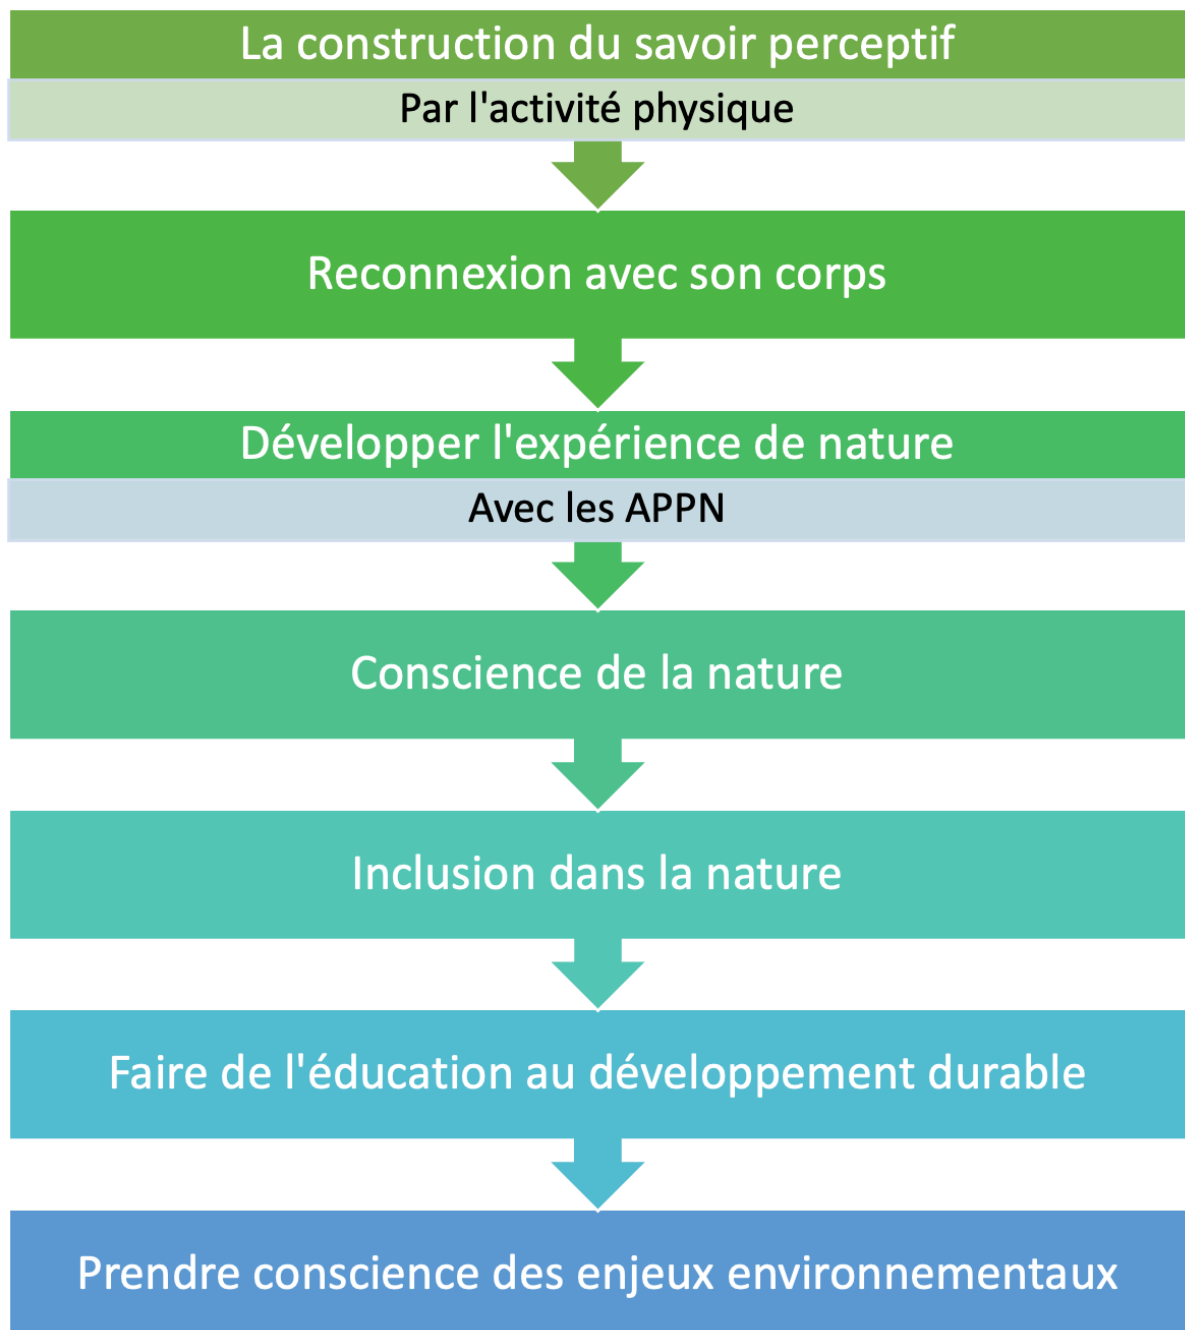 La construction du savoir perceptif
Par l'activité physique
Reconnexion avec son corps
Développer l'expérience de nature
Avec les APPN
Conscience de la nature
Inclusion dans la nature
Faire de l'éducation au développement durable
Prendre conscience des enjeux environnementaux